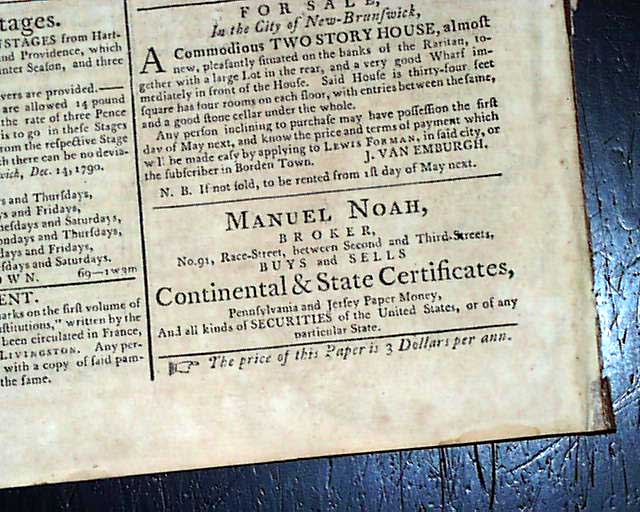 tages.
NSTAGES from Hart-
and Providence, which
inter Seafon, and three
vers are provided.—
are allowed 14 pound
the rate of three Pence
is to go in thefe Stages
rom the refpective Stage
h there can be no devia-
wich, Dec. 14, 1790.
s and Thurfdays,
ys and Fridays,
nefdays and Saturdays,
ondays and Thurfdays,
days and Fridays,
fdays and Saturdays.
O W N. 69—1w3m
ENT.
marks on the firft volume of
nftitutions," written by the
been circulated in France,
LIVINGSTON. Any per-
with a copy of faid pam-
the fame.
FOR SALE,
In the City of New-Brunfwick,
A Commodious TWO STORY HOUSE, almoft
new, pleafantly fituated on the banks of the Raritan, to-
gether with a large Lot in the rear, and a very good Wharf im-
mediately in front of the Houfe. Said Houfe is thirty-four feet
fquare has four rooms on each floor, with entries between the fame,
and a good ftone cellar under the whole.
Any perfon inclining to purchafe may have poffeffion the firft
day of May next, and know the price and terms of payment which
will be made eafy by applying to LEWIS FORMAN, in faid city, or
the fubfcriber in Borden Town. J. VAN EMBURGH.
N. B. If not fold, to be rented from 1ft day of May next.
MANUEL NOAH,
BROKER,
No.91, Race-Street, between Second and Third-Streets,
BUYS and SELLS
Continental & State Certificates,
Pennfylvania and Jerfey Paper Money,
And all kinds of SECURITIES of the United States, or of any
particular State.
The price of this Paper is 3 Dollars per ann.